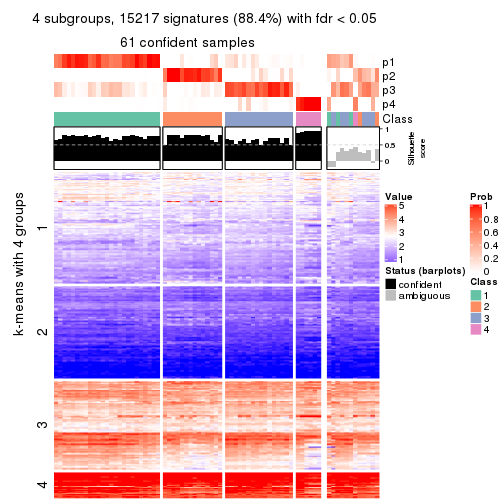 4 subgroups, 15217 signatures (88.4%) with fdr < 0.05
61 confident samples
p1
p2
p3
p4
Class
1
0.5
0
Silhouette
score
k-means with 4 groups
1
2
3
4
Value
5
4
3
2
1
Status (barplots)
confident
ambiguous
Prob
1
0.8
0.6
0.4
0.2
0
Class
1
2
3
4